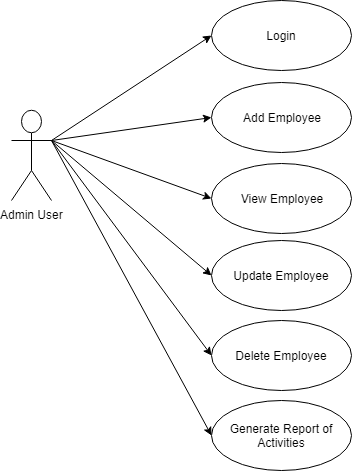 Login
Add Employee
View Employee
Admin User
Update Employee
Delete Employee
Generate Report of
Activities